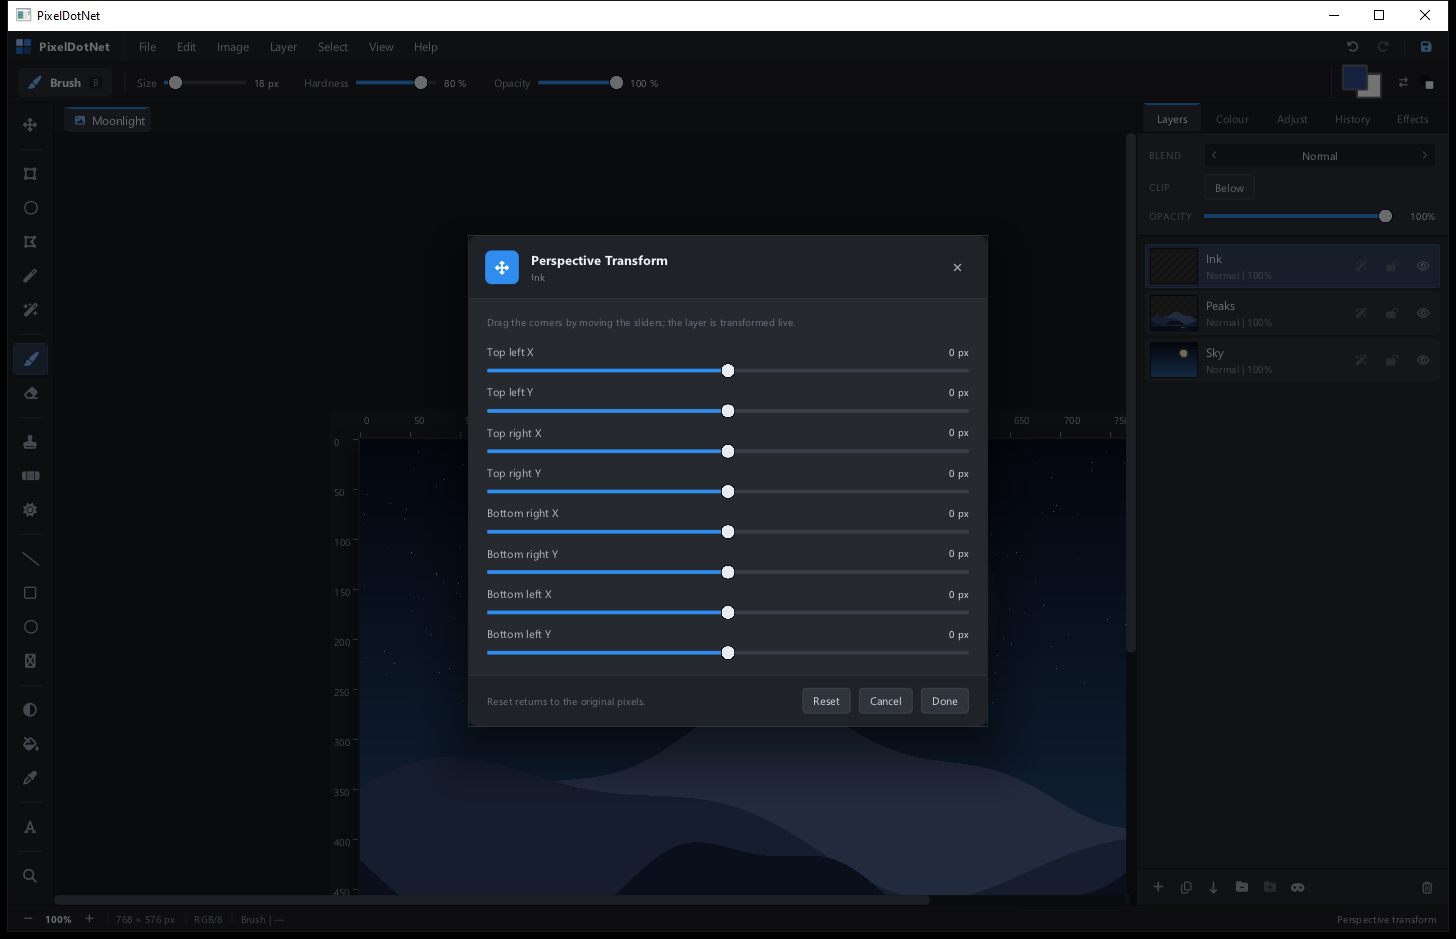 PixelDotNet
PixelDotNet File Edit Image Layer Select View Help
Brush B Size 18 px Hardness 80 % Opacity 100 %
Moonlight
Layers Colour Adjust History Effects
BLEND Normal
CLIP Below
OPACITY 100%
Ink
Normal | 100%
Peaks
Normal | 100%
Sky
Normal | 100%
Perspective Transform
Ink
Drag the corners by moving the sliders; the layer is transformed live.
Top left X 0 px
Top left Y 0 px
Top right X 0 px
Top right Y 0 px
Bottom right X 0 px
Bottom right Y 0 px
Bottom left X 0 px
Bottom left Y 0 px
Reset returns to the original pixels. Reset Cancel Done
0 50 650 700
0
50
100
150
200
250
300
350
400
450
A
100% 768 × 576 px RGB/8 Brush | — Perspective transform